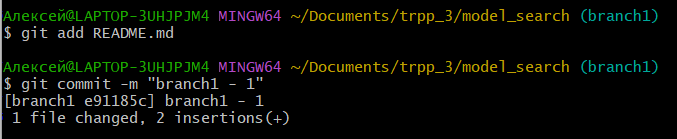 Алексей@LAPTOP-3UHJPJM4 MINGW64 ~/Documents/trpp_3/model_search (branch1)
$ git add README.md
Алексей@LAPTOP-3UHJPJM4 MINGW64 ~/Documents/trpp_3/model_search (branch1)
$ git commit -m "branch1 - 1"
[branch1 e91185c] branch1 - 1
 1 file changed, 2 insertions(+)